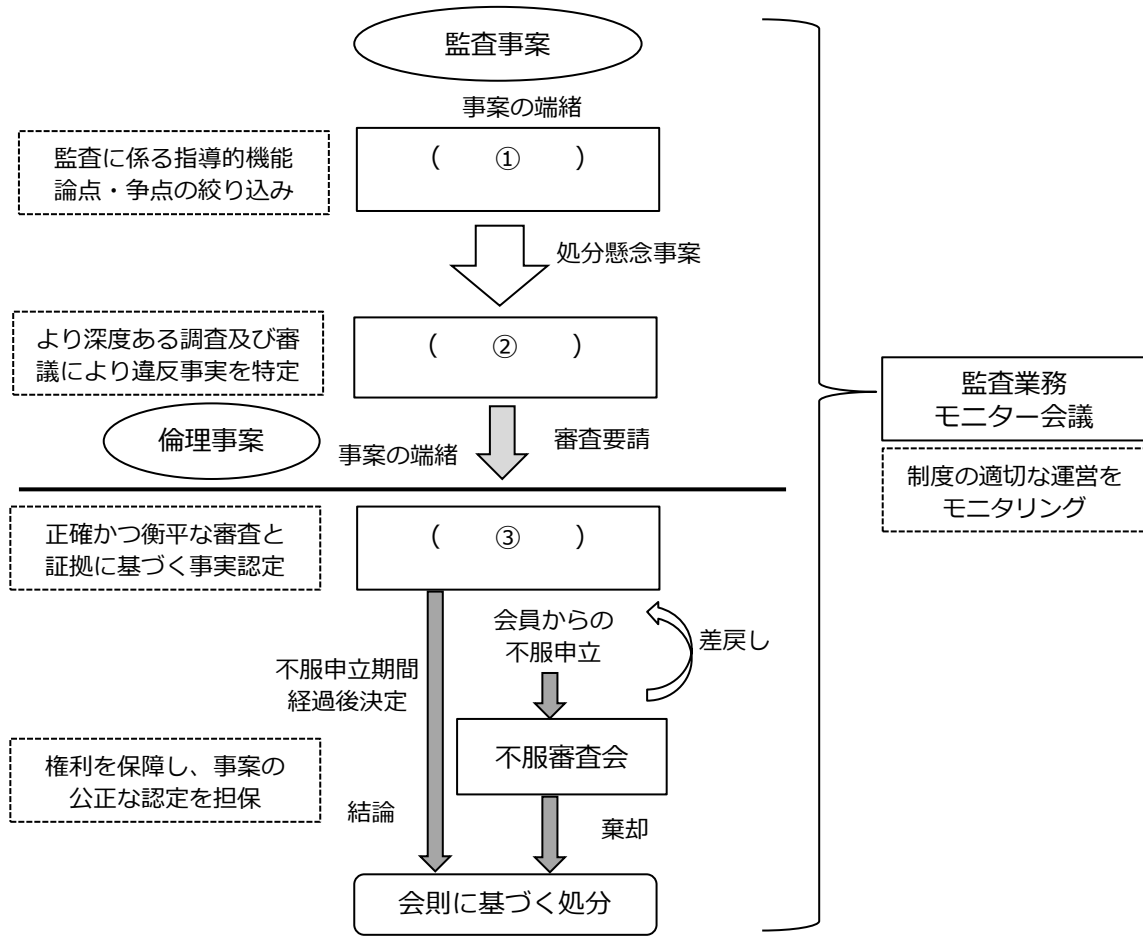 監査事案
事案の端緒
監査に係る指導的機能
論点・争点の絞り込み
（　①　）
処分懸念事案
より深度ある調査及び審
議により違反事実を特定
（　②　）
監査業務
モニター会議
倫理事案
事案の端緒
審査要請
制度の適切な運営を
モニタリング
正確かつ衡平な審査と
証拠に基づく事実認定
（　③　）
会員からの
不服申立
差戻し
不服申立期間
経過後決定
権利を保障し、事案の
公正な認定を担保
不服審査会
結論
棄却
会則に基づく処分